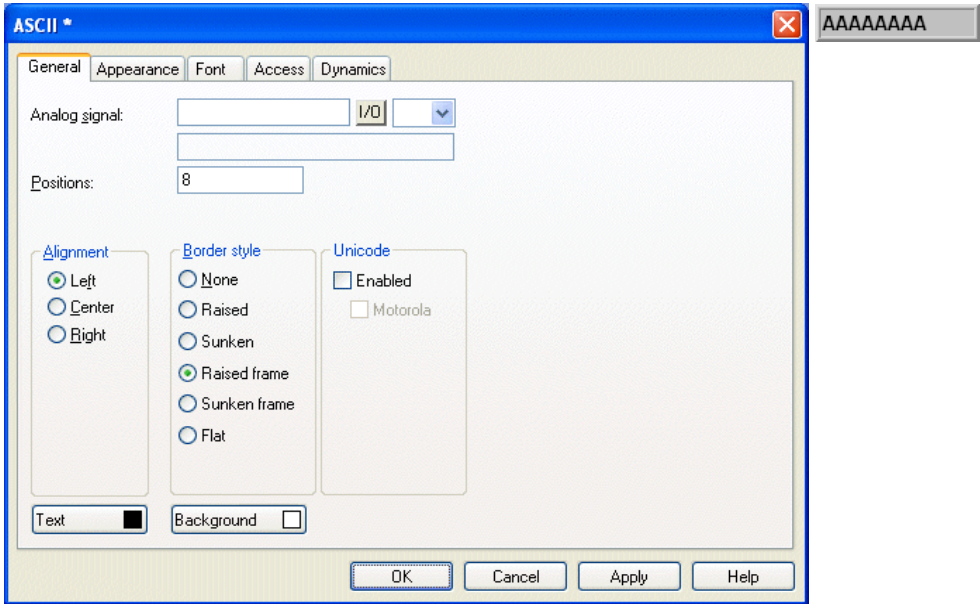 ASCII *
AAAAAAAA
General Appearance Font Access Dynamics
Analog signal: I/O
Positions: 8
Alignment
Left
Center
Right
Border style
None
Raised
Sunken
Raised frame
Sunken frame
Flat
Unicode
Enabled
Motorola
Text Background
OK Cancel Apply Help